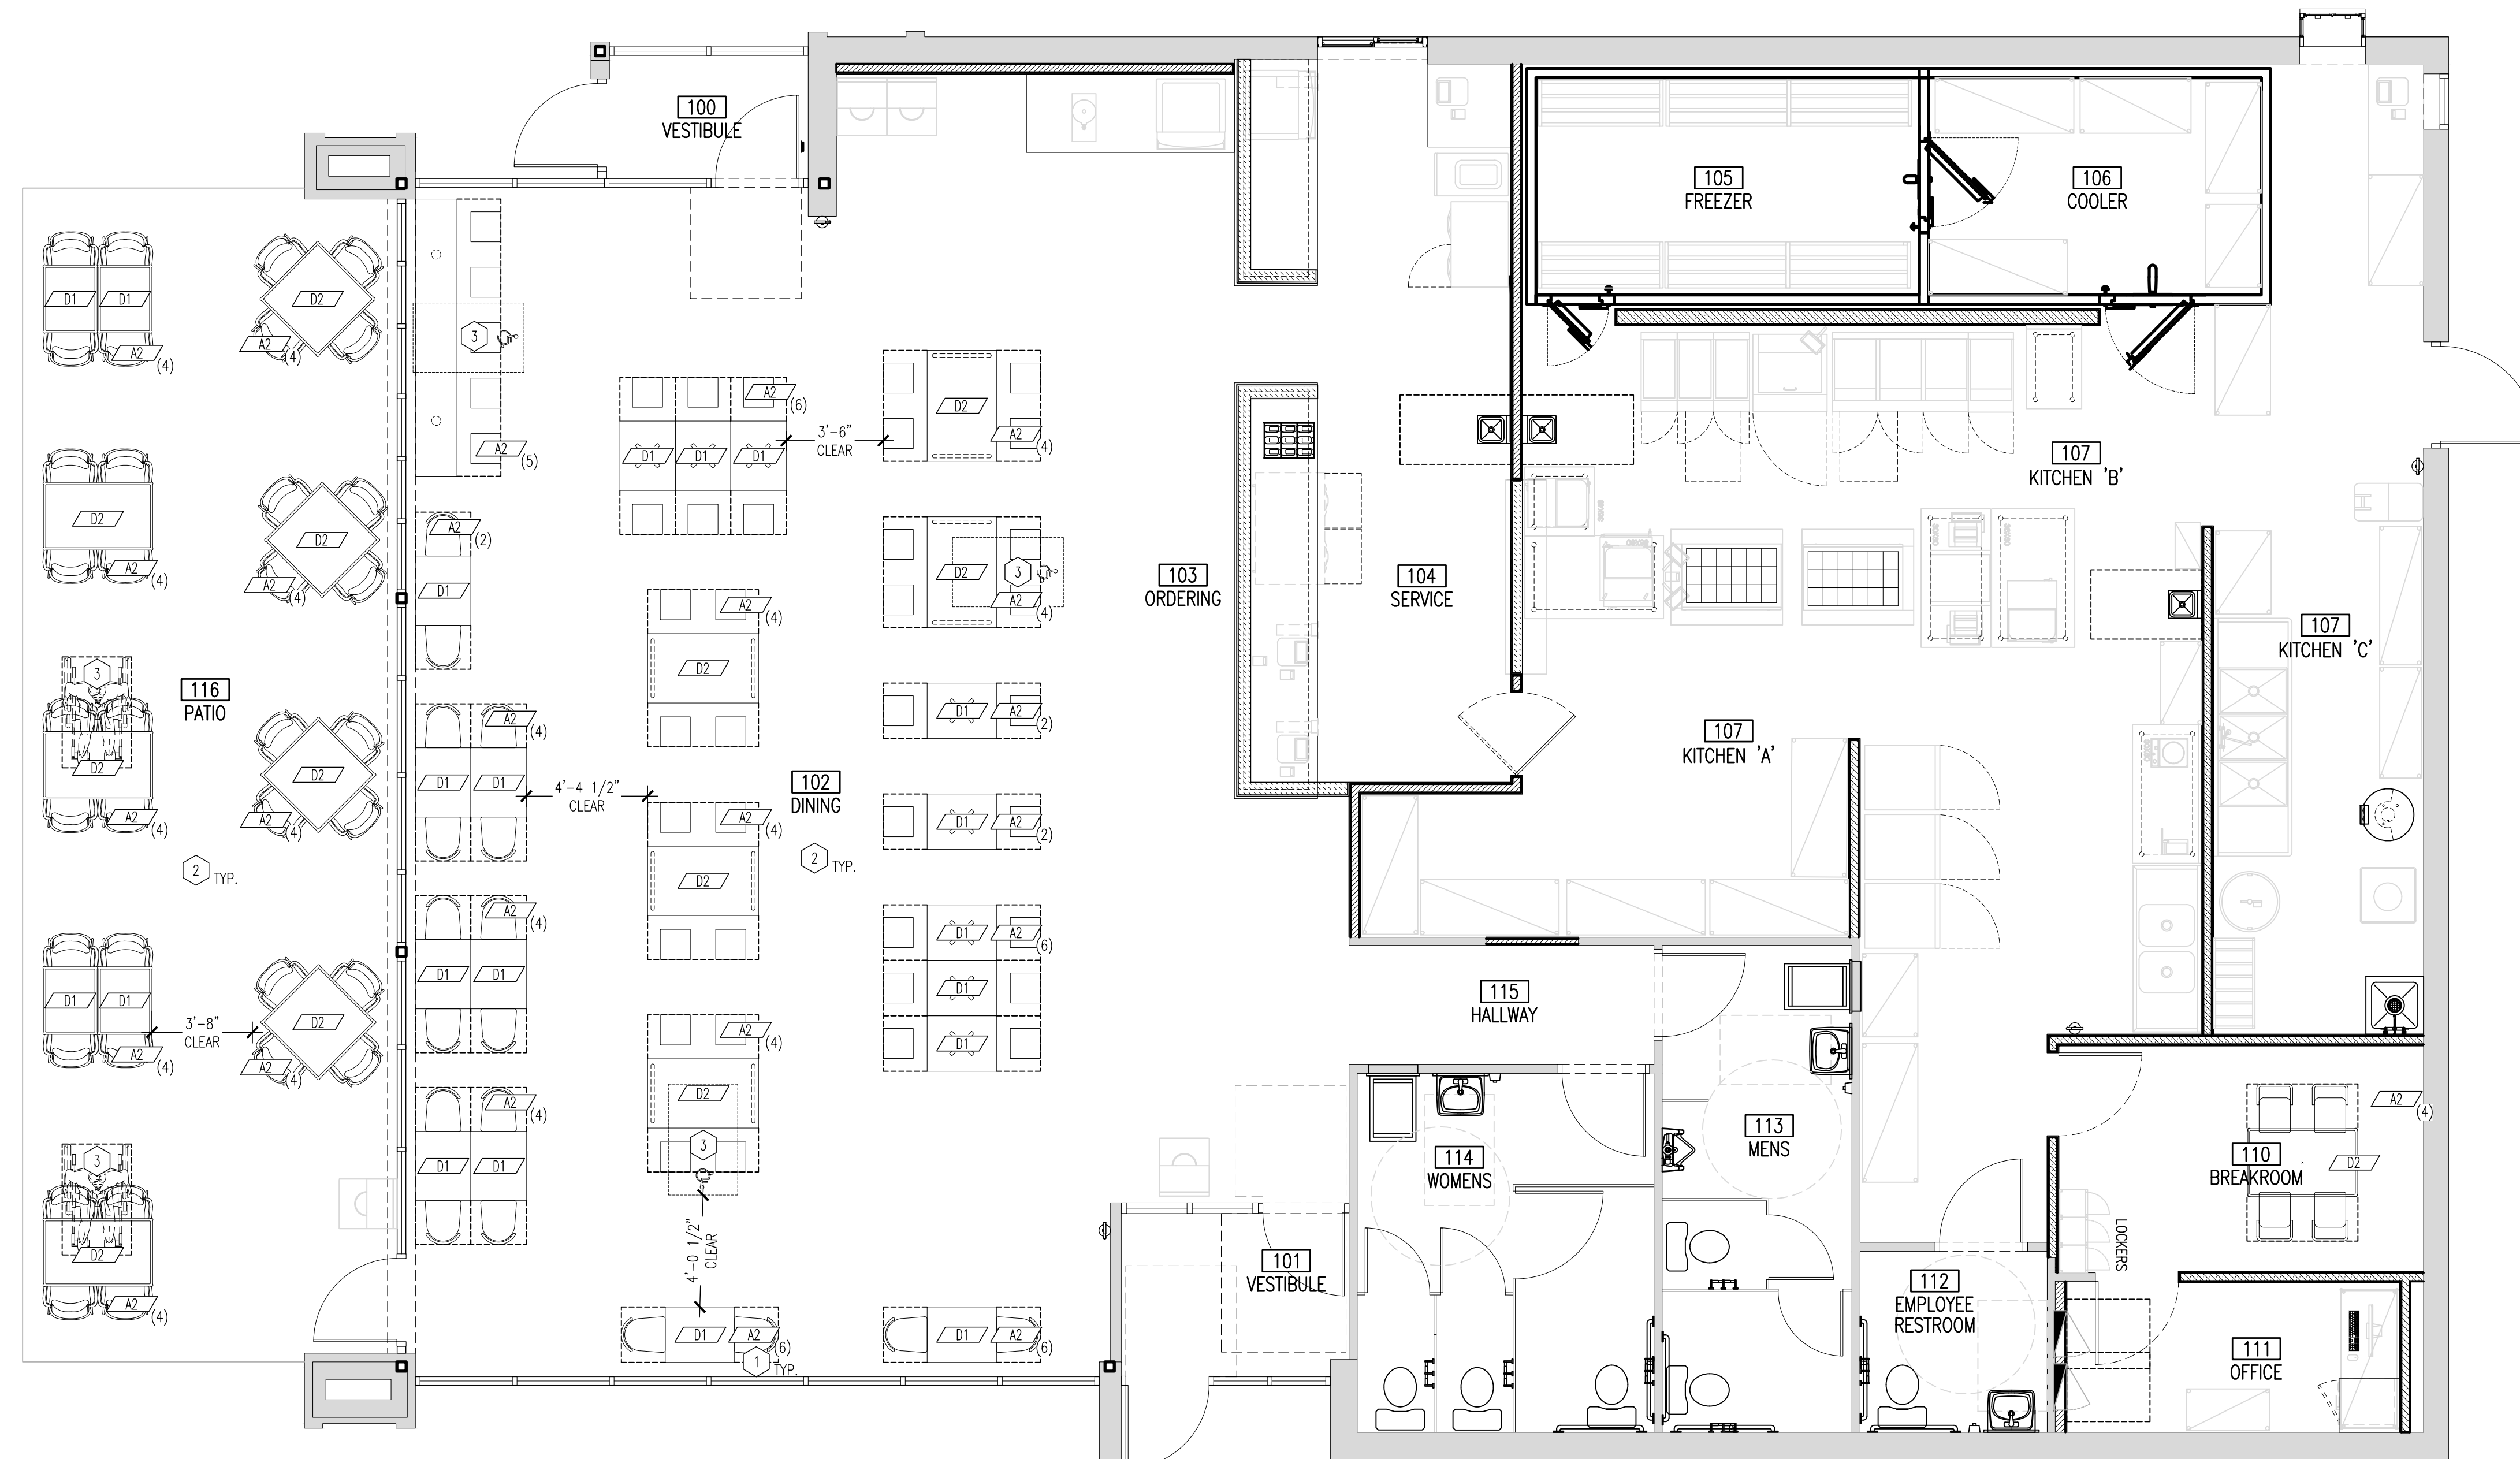 100
VESTIBULE
105
FREEZER
106
COOLER
D1
D1
A2
(4)
D2
A2
(4)
3
A2
(5)
A2
(6)
D1
D1
D1
3'-6"
CLEAR
D2
A2
(4)
107
KITCHEN 'B'
D2
A2
(4)
D2
A2
(4)
A2
(2)
D1
D2
3
A2
(4)
103
ORDERING
104
SERVICE
A2
(4)
D2
107
KITCHEN 'C'
3
116
PATIO
D2
A2
(4)
D2
A2
(4)
A2
(4)
D1
D1
4'-4 1/2"
CLEAR
102
DINING
D1
A2
(2)
107
KITCHEN 'A'
A2
(4)
D2
D1
A2
(2)
2
TYP.
2
TYP.
A2
(4)
D1
D1
D1
A2
(6)
D1
D1
115
HALLWAY
D1
D1
A2
(4)
3'-8"
CLEAR
D2
A2
(4)
A2
(4)
D2
3
A2
(4)
D1
D1
114
WOMENS
113
MENS
A2
(4)
110
BREAKROOM
D2
LOCKERS
3
D2
A2
(4)
4'-0 1/2"
CLEAR
101
VESTIBULE
112
EMPLOYEE
RESTROOM
D1
A2
(6)
1
TYP.
D1
A2
(6)
111
OFFICE